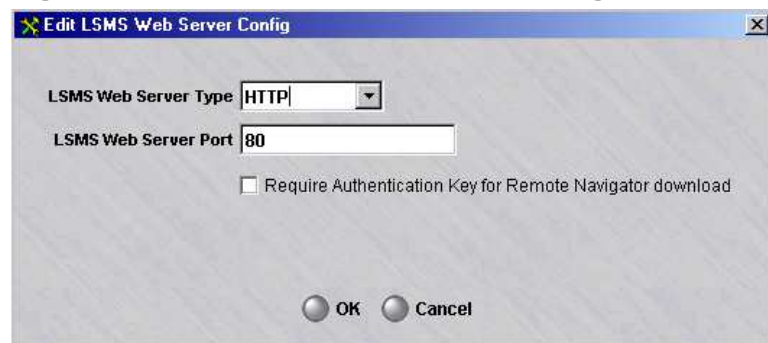 Edit LSMS Web Server Config
LSMS Web Server Type HTTP
LSMS Web Server Port 80
Require Authentication Key for Remote Navigator download
OK Cancel